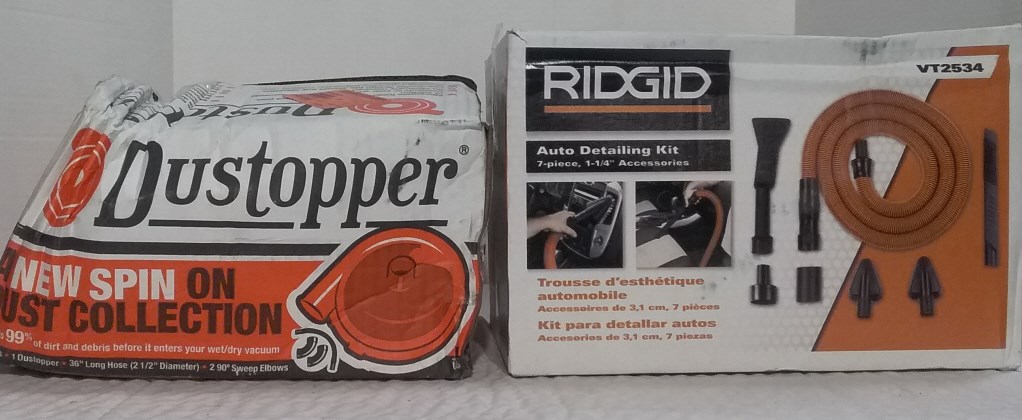 Dustopper
Dustopper®
A NEW SPIN ON
DUST COLLECTION
99% of dirt and debris before it enters your wet/dry vacuum
1 Dustopper • 36" Long Hose (2 1/2" Diameter) • 2 90° Sweep Elbows
RIDGID
VT2534
Auto Detailing Kit
7-piece, 1-1/4" Accessories
Trousse d'esthétique
automobile
Accessoires de 3,1 cm, 7 pièces
Kit para detallar autos
Accesorios de 3,1 cm, 7 piezas